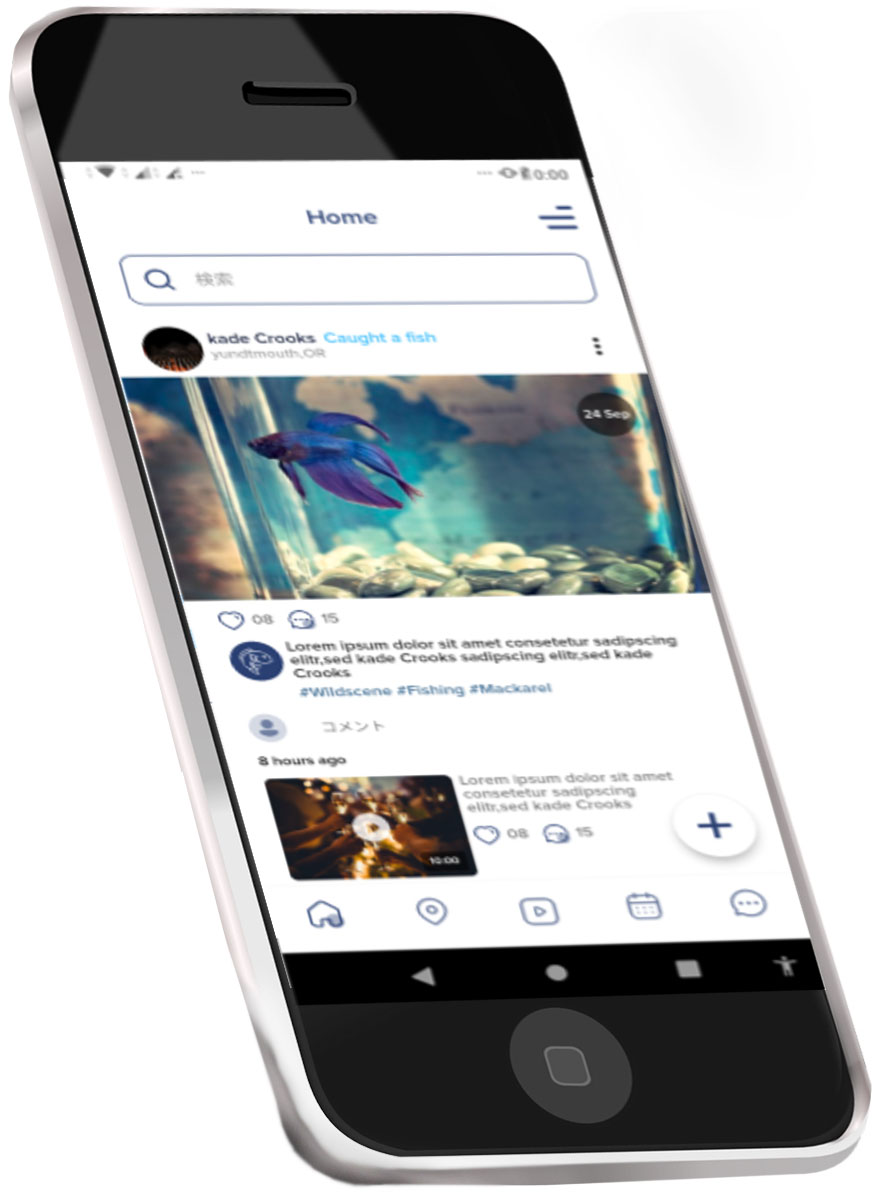 0:00
Home
検索
kade Crooks Caught a fish
yundtmouth,OR
24 Sep
08 15
Lorem ipsum dolor sit amet consetetur sadipscing
elitr,sed kade Crooks sadipscing elitr,sed kade
Crooks
#Wildscene #Fishing #Mackarel
コメント
8 hours ago
Lorem ipsum dolor sit amet
consetetur sadipscing
elitr,sed kade Crooks
08 15
10:00